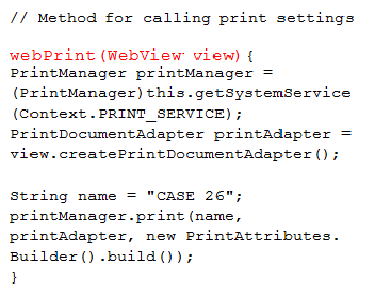 // Method for calling print settings
webPrint(WebView view){
PrintManager printManager =
(PrintManager)this.getSystemService
(Context.PRINT_SERVICE);
PrintDocumentAdapter printAdapter =
view.createPrintDocumentAdapter();
String name = "CASE 26";
printManager.print(name,
printAdapter, new PrintAttributes.
Builder().build());
}